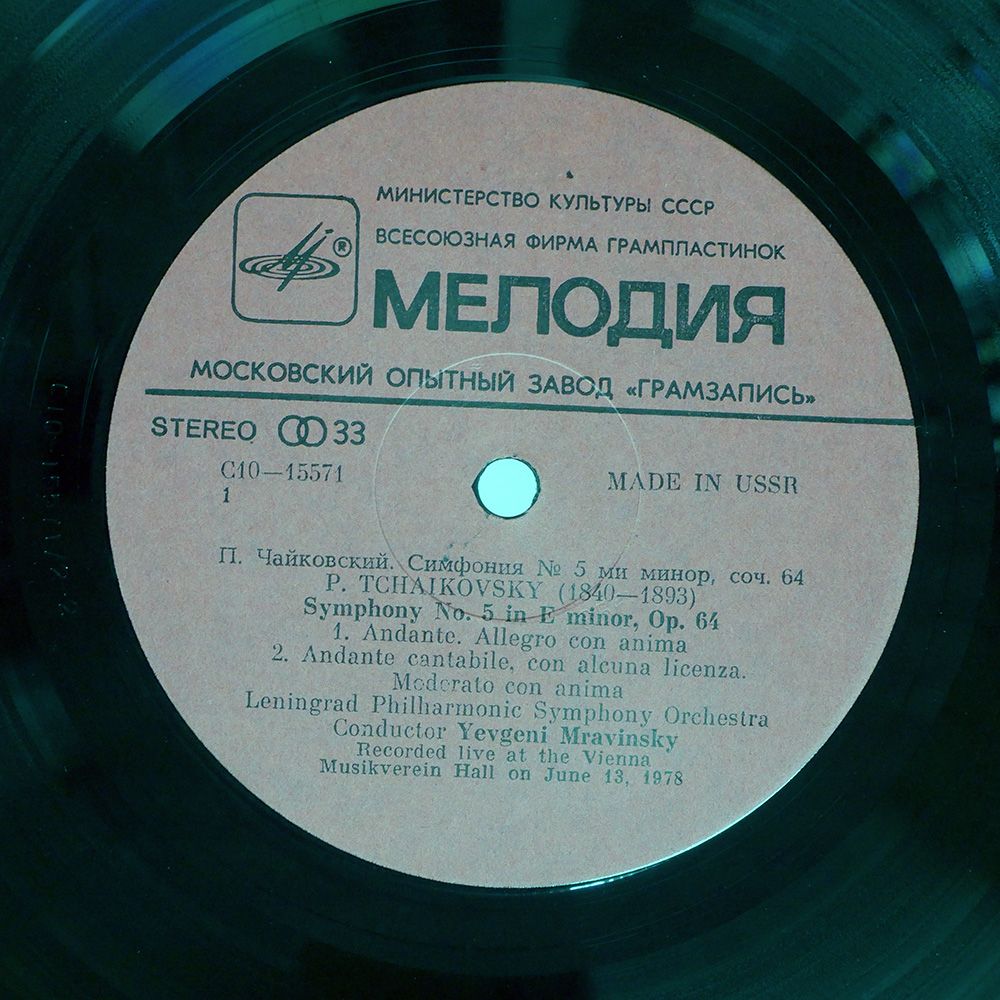 МИНИСТЕРСТВО КУЛЬТУРЫ СССР
ВСЕСОЮЗНАЯ ФИРМА ГРАМПЛАСТИНОК
®
МЕЛОДИЯ
МОСКОВСКИЙ ОПЫТНЫЙ ЗАВОД «ГРАМЗАПИСЬ»
STEREO 33
С10—15571
MADE IN USSR
1
П. Чайковский. Симфония № 5 ми минор, соч. 64
P. TCHAIKOVSKY (1840—1893)
Symphony No. 5 in E minor, Op. 64
1. Andante. Allegro con anima
2. Andante cantabile, con alcuna licenza.
Moderato con anima
Leningrad Philharmonic Symphony Orchestra
Conductor Yevgeni Mravinsky
Recorded live at the Vienna
Musikverein Hall on June 13, 1978